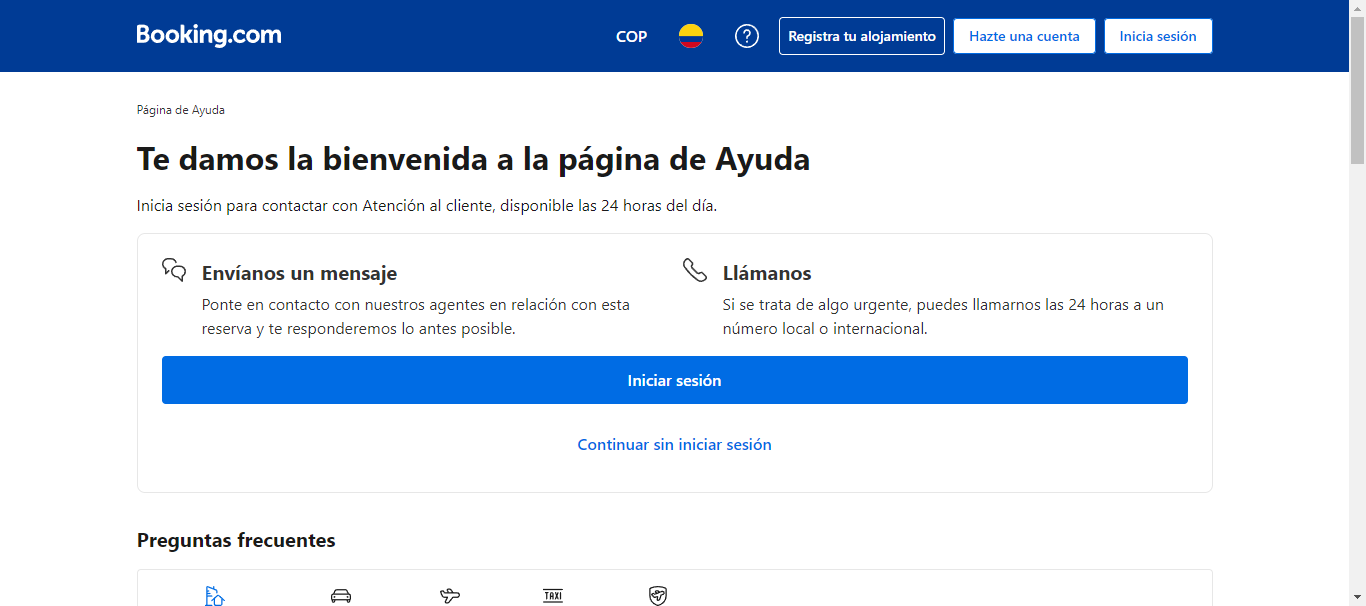 Booking.com
COP
Registra tu alojamiento
Hazte una cuenta
Inicia sesión
Página de Ayuda
Te damos la bienvenida a la página de Ayuda
Inicia sesión para contactar con Atención al cliente, disponible las 24 horas del día.
Envíanos un mensaje
Ponte en contacto con nuestros agentes en relación con esta
reserva y te responderemos lo antes posible.
Llámanos
Si se trata de algo urgente, puedes llamarnos las 24 horas a un
número local o internacional.
Iniciar sesión
Continuar sin iniciar sesión
Preguntas frecuentes
TAXI